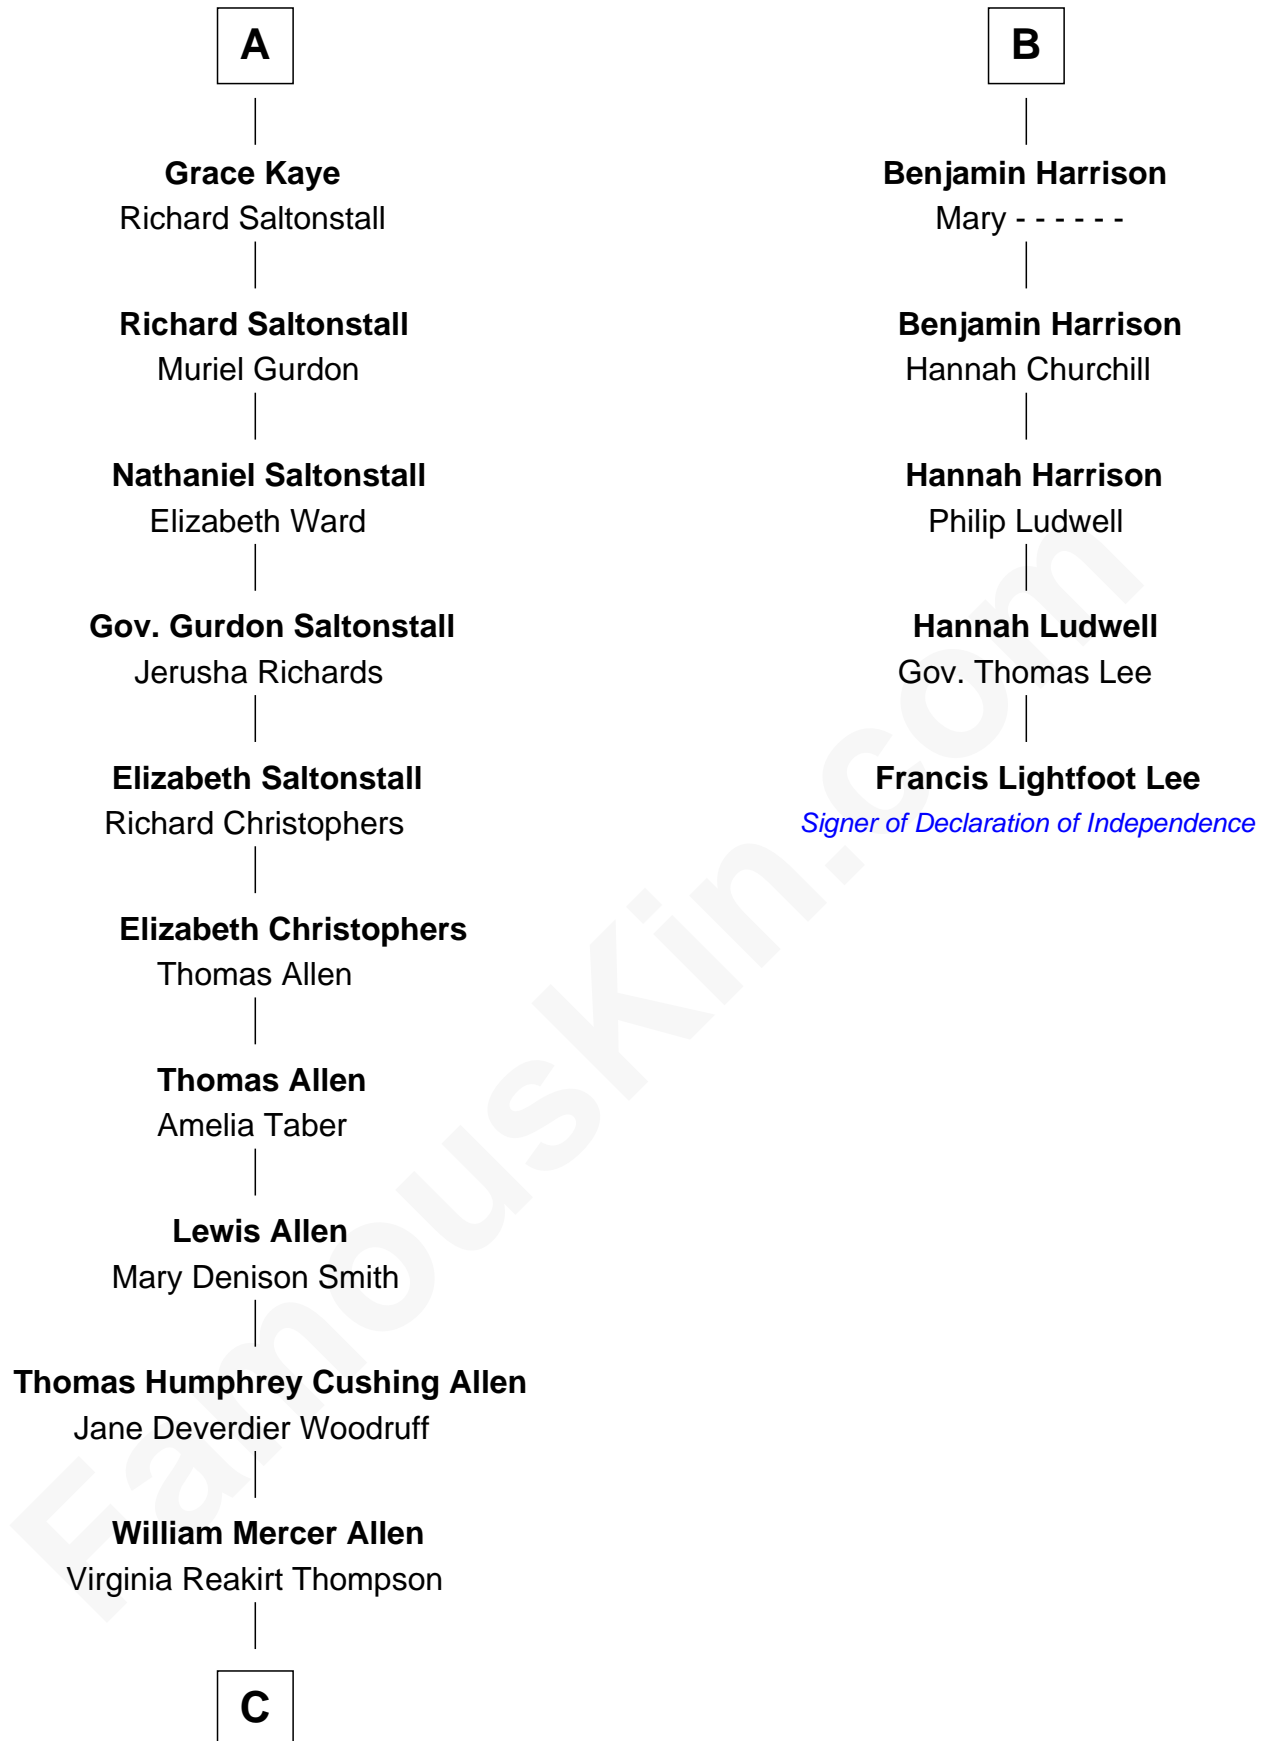 A
Grace Kaye
Richard Saltonstall
Richard Saltonstall
Muriel Gurdon
Nathaniel Saltonstall
Elizabeth Ward
Gov. Gurdon Saltonstall
Jerusha Richards
Elizabeth Saltonstall
Richard Christophers
Elizabeth Christophers
Thomas Allen
Thomas Allen
Amelia Taber
Lewis Allen
Mary Denison Smith
Thomas Humphrey Cushing Allen
Jane Deverdier Woodruff
William Mercer Allen
Virginia Reakirt Thompson
C
B
Benjamin Harrison
Mary - - - - - -
Benjamin Harrison
Hannah Churchill
Hannah Harrison
Philip Ludwell
Hannah Ludwell
Gov. Thomas Lee
Francis Lightfoot Lee
Signer of Declaration of Independence
FamousKin.com